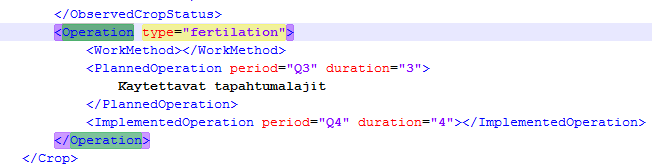 </ObservedCropStatus>
<Operation type="fertilation">
<WorkMethod></WorkMethod>
<PlannedOperation period="Q3" duration="3">
Kaytettavat tapahtumalajit
</PlannedOperation>
<ImplementedOperation period="Q4" duration="4"></ImplementedOperation>
</Operation>
</Crop>